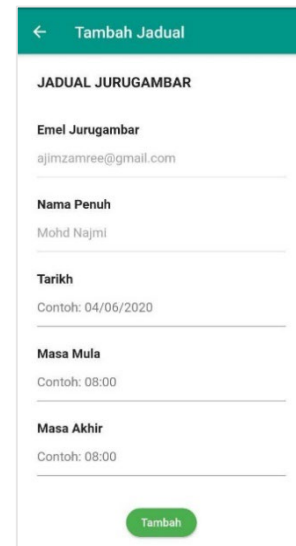 Tambah Jadual
JADUAL JURUGAMBAR
Emel Jurugambar
ajimzamree@gmail.com
Nama Penuh
Mohd Najmi
Tarikh
Contoh: 04/06/2020
Masa Mula
Contoh: 08:00
Masa Akhir
Contoh: 08:00
Tambah